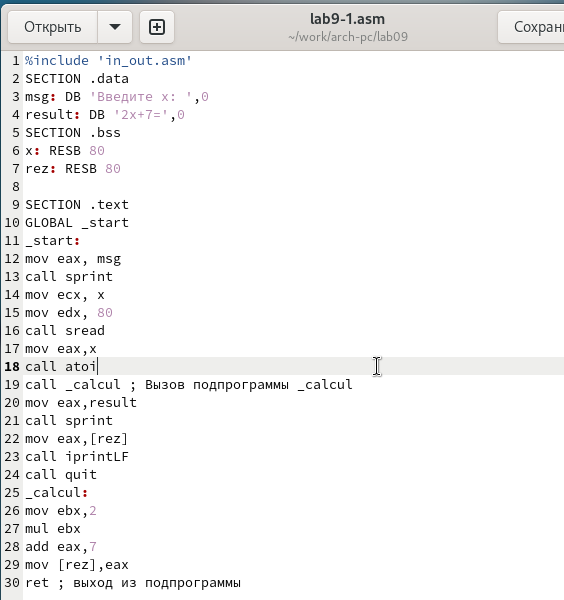 Открыть
lab9-1.asm
~/work/arch-pc/lab09
1 %include 'in_out.asm'
2 SECTION .data
3 msg: DB 'Введите x: ',0
4 result: DB '2x+7=',0
5 SECTION .bss
6 x: RESB 80
7 rez: RESB 80
8
9 SECTION .text
10 GLOBAL _start
11 _start:
12 mov eax, msg
13 call sprint
14 mov ecx, x
15 mov edx, 80
16 call sread
17 mov eax,x
18 call atoi
19 call _calcul ; Вызов подпрограммы _calcul
20 mov eax,result
21 call sprint
22 mov eax,[rez]
23 call iprintLF
24 call quit
25 _calcul:
26 mov ebx,2
27 mul ebx
28 add eax,7
29 mov [rez],eax
30 ret ; выход из подпрограммы